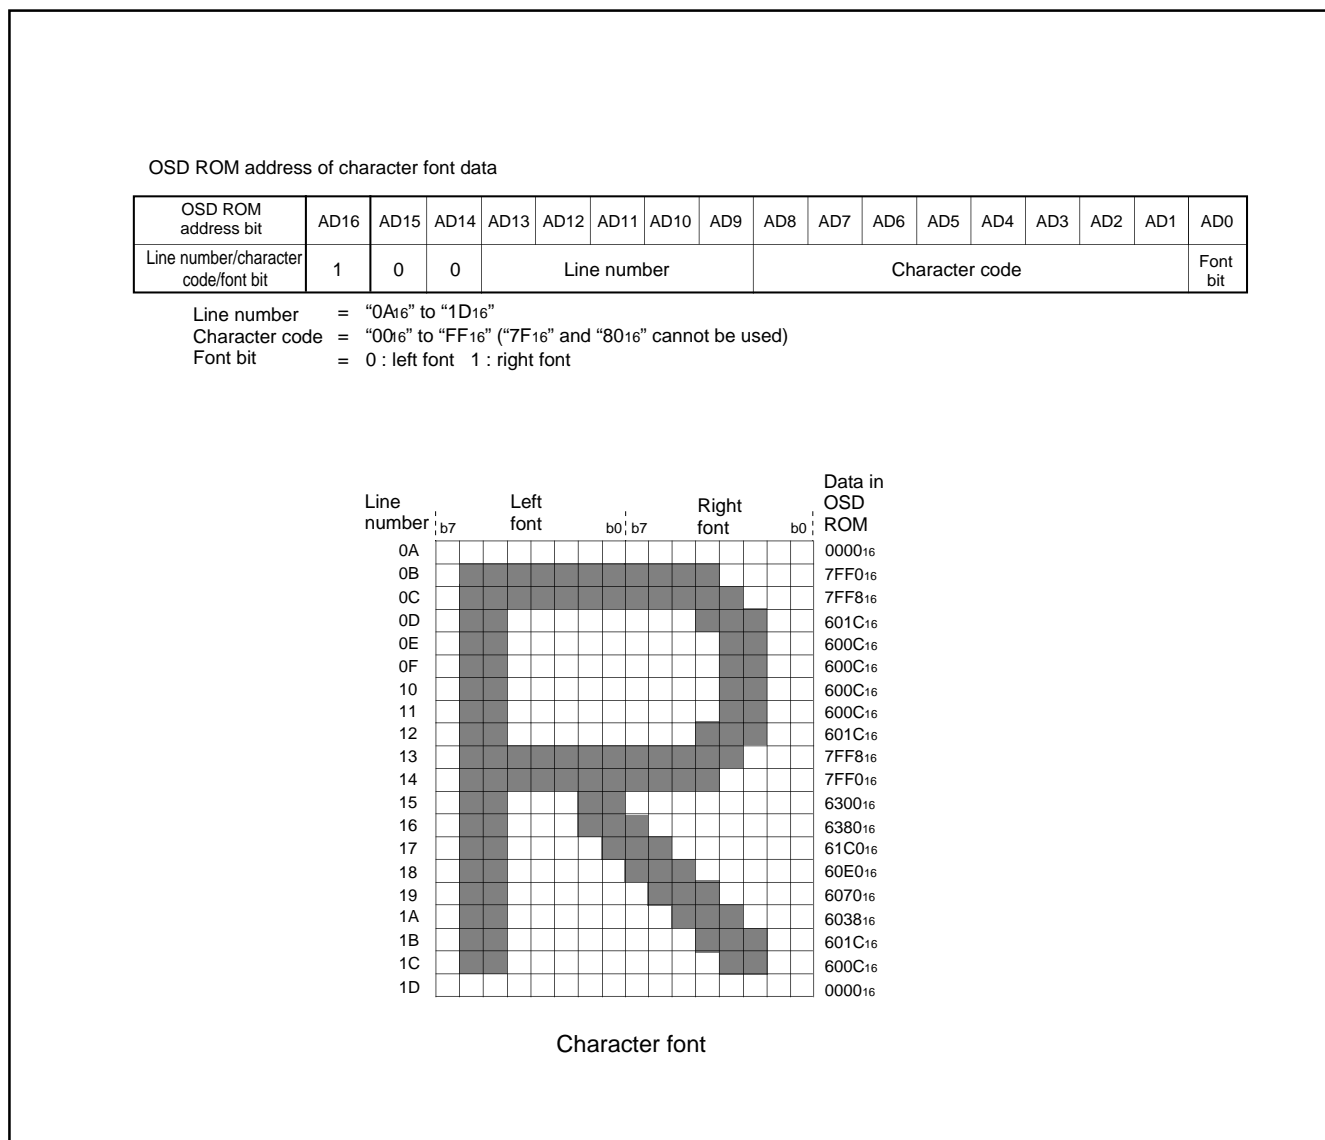 OSD ROM address of character font data
OSD ROM address bit AD16 AD15 AD14 AD13 AD12 AD11 AD10 AD9 AD8 AD7 AD6 AD5 AD4 AD3 AD2 AD1 AD0
Line number/character code/font bit 1 0 0 Line number Character code Font bit
Line number = “0A16” to “1D16”
Character code = “0016” to “FF16” (“7F16” and “8016” cannot be used)
Font bit = 0 : left font 1 : right font
Line number Left font Right font Data in OSD ROM
b7 b0 b7 b0
0A 000016
0B 7FF016
0C 7FF816
0D 601C16
0E 600C16
0F 600C16
10 600C16
11 600C16
12 601C16
13 7FF816
14 7FF016
15 630016
16 638016
17 61C016
18 60E016
19 607016
1A 603816
1B 601C16
1C 600C16
1D 000016
Character font